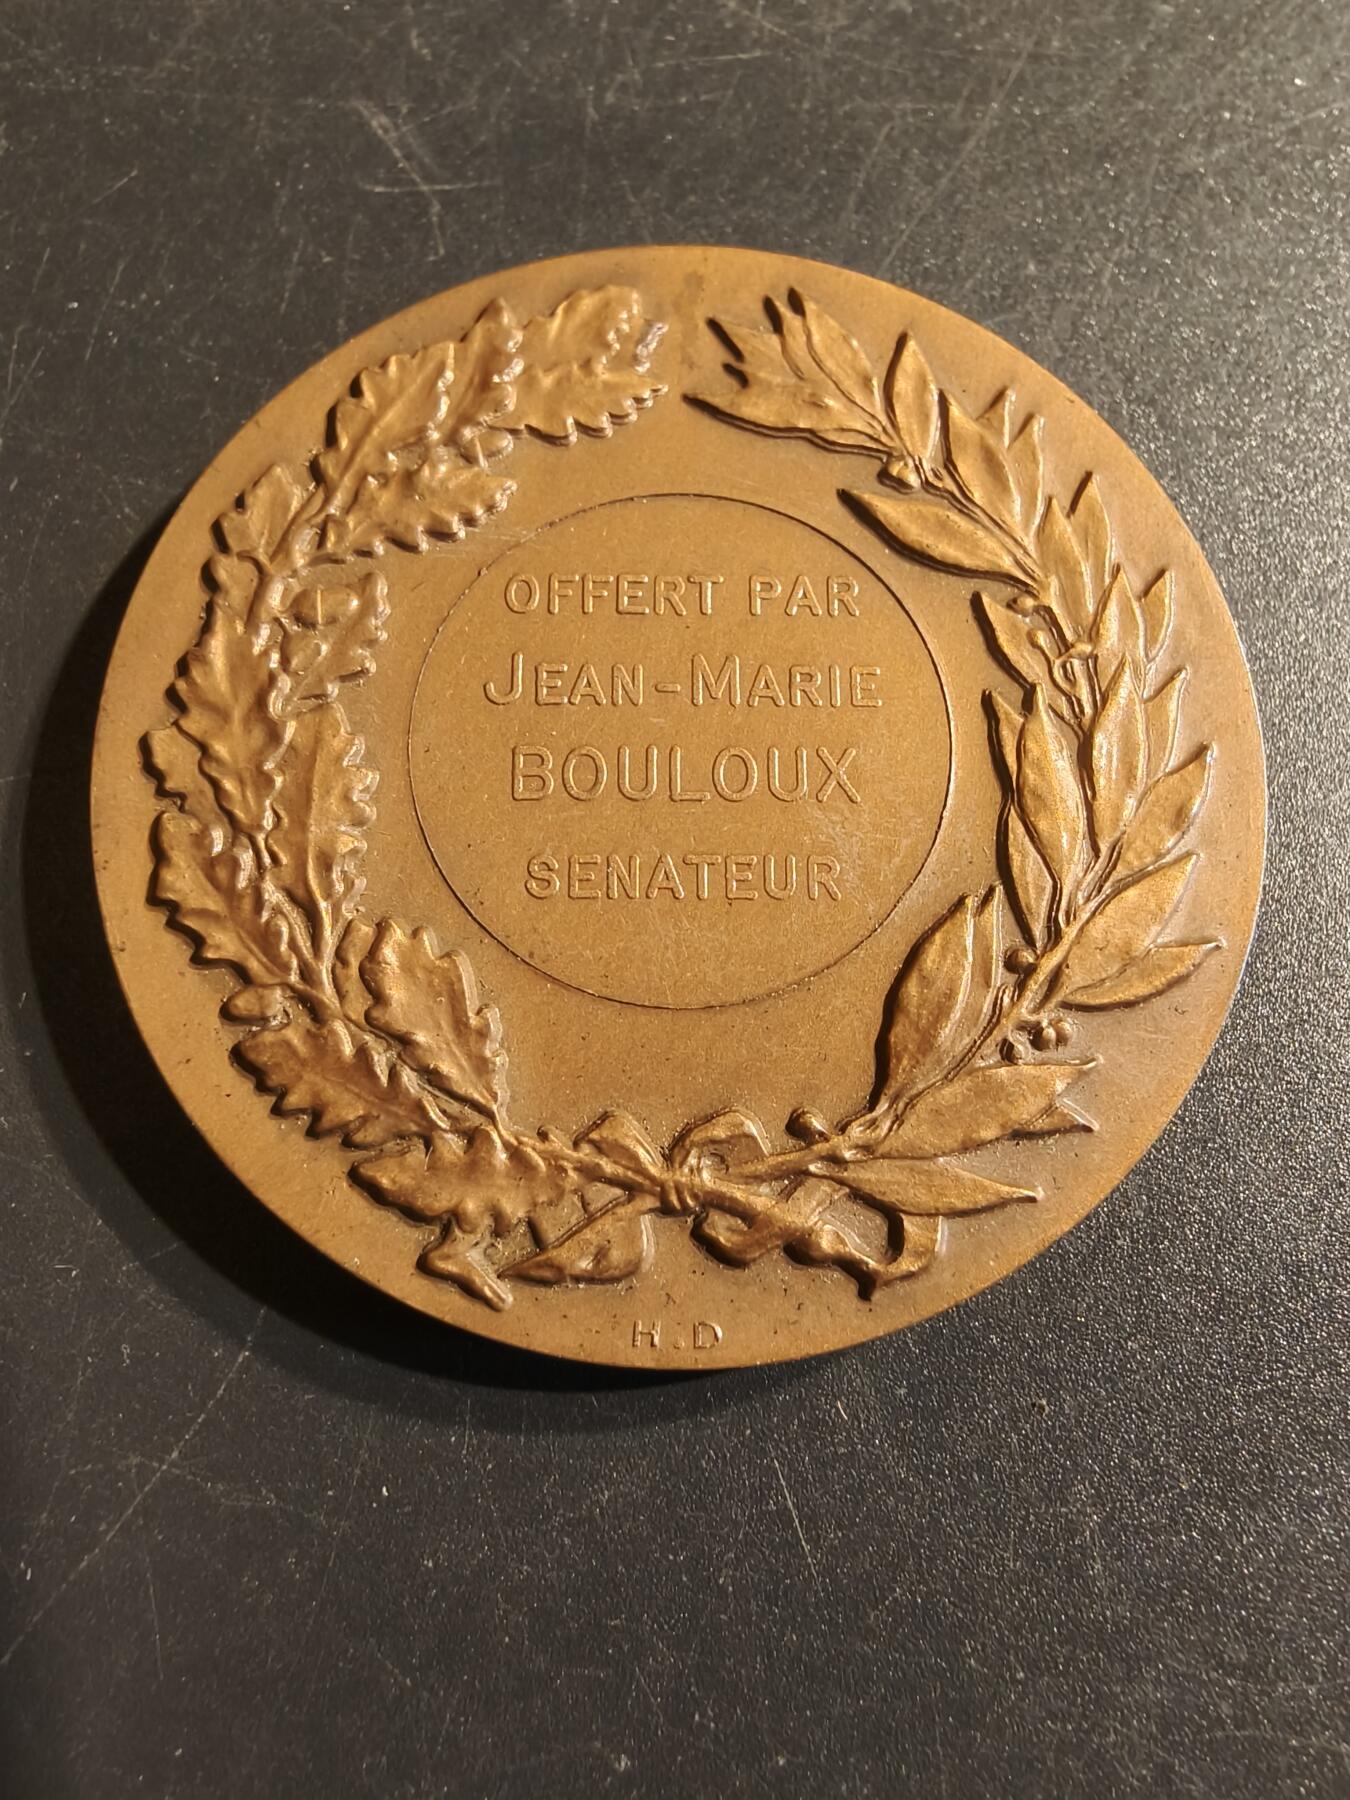 OFFERT PAR
JEAN-MARIE
BOULOUX
SENATEUR
H.D